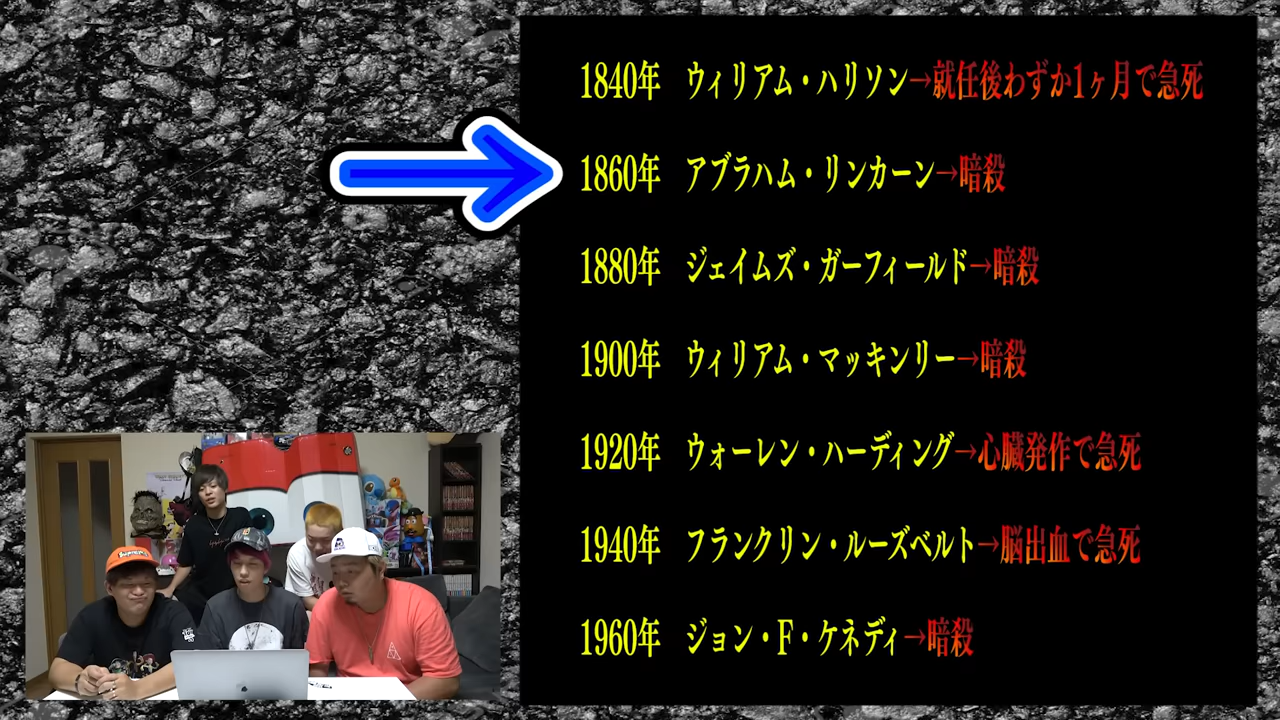 1840年 ウィリアム・ハリソン→就任後わずか1ヶ月で急死
1860年 アブラハム・リンカーン→暗殺
1880年 ジェイムズ・ガーフィールド→暗殺
1900年 ウィリアム・マッキンリー→暗殺
1920年 ウォーレン・ハーディング→心臓発作で急死
1940年 フランクリン・ルーズベルト→脳出血で急死
1960年 ジョン・F・ケネディ→暗殺